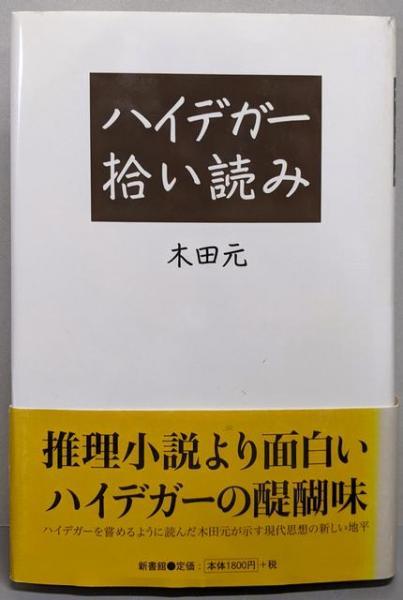 ハイデガー
拾い読み
木田元
推理小説より面白い
ハイデガーの醍醐味
ハイデガーを嘗めるように読んだ木田元が示す現代思想の新しい地平
新書館●定価:本体1800円+税